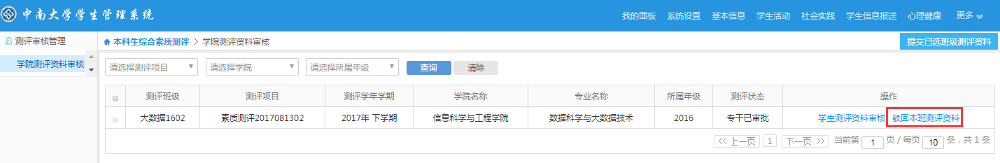 中南大学学生管理系统
我的面板 系统设置 基本信息 学生活动 社会实践 学生信息报送 心理健康 更多
测评审核管理
本科生综合素质测评 > 学院测评资料审核
提交已选班级测评资料
学院测评资料审核
请选择测评项目 请选择学院 请选择所属年级 查询 清除
测评班级 测评项目 测评学年学期 学院名称 专业名称 所属年级 测评状态 操作
大数据1602 素质测评2017081302 2017年 下学期 信息科学与工程学院 数据科学与大数据技术 2016 专干已审批 学生测评资料审核 驳回本班测评资料
<< 上一页 1 下一页 >> 当前第 1 页 / 每页 10 条，共 1 条